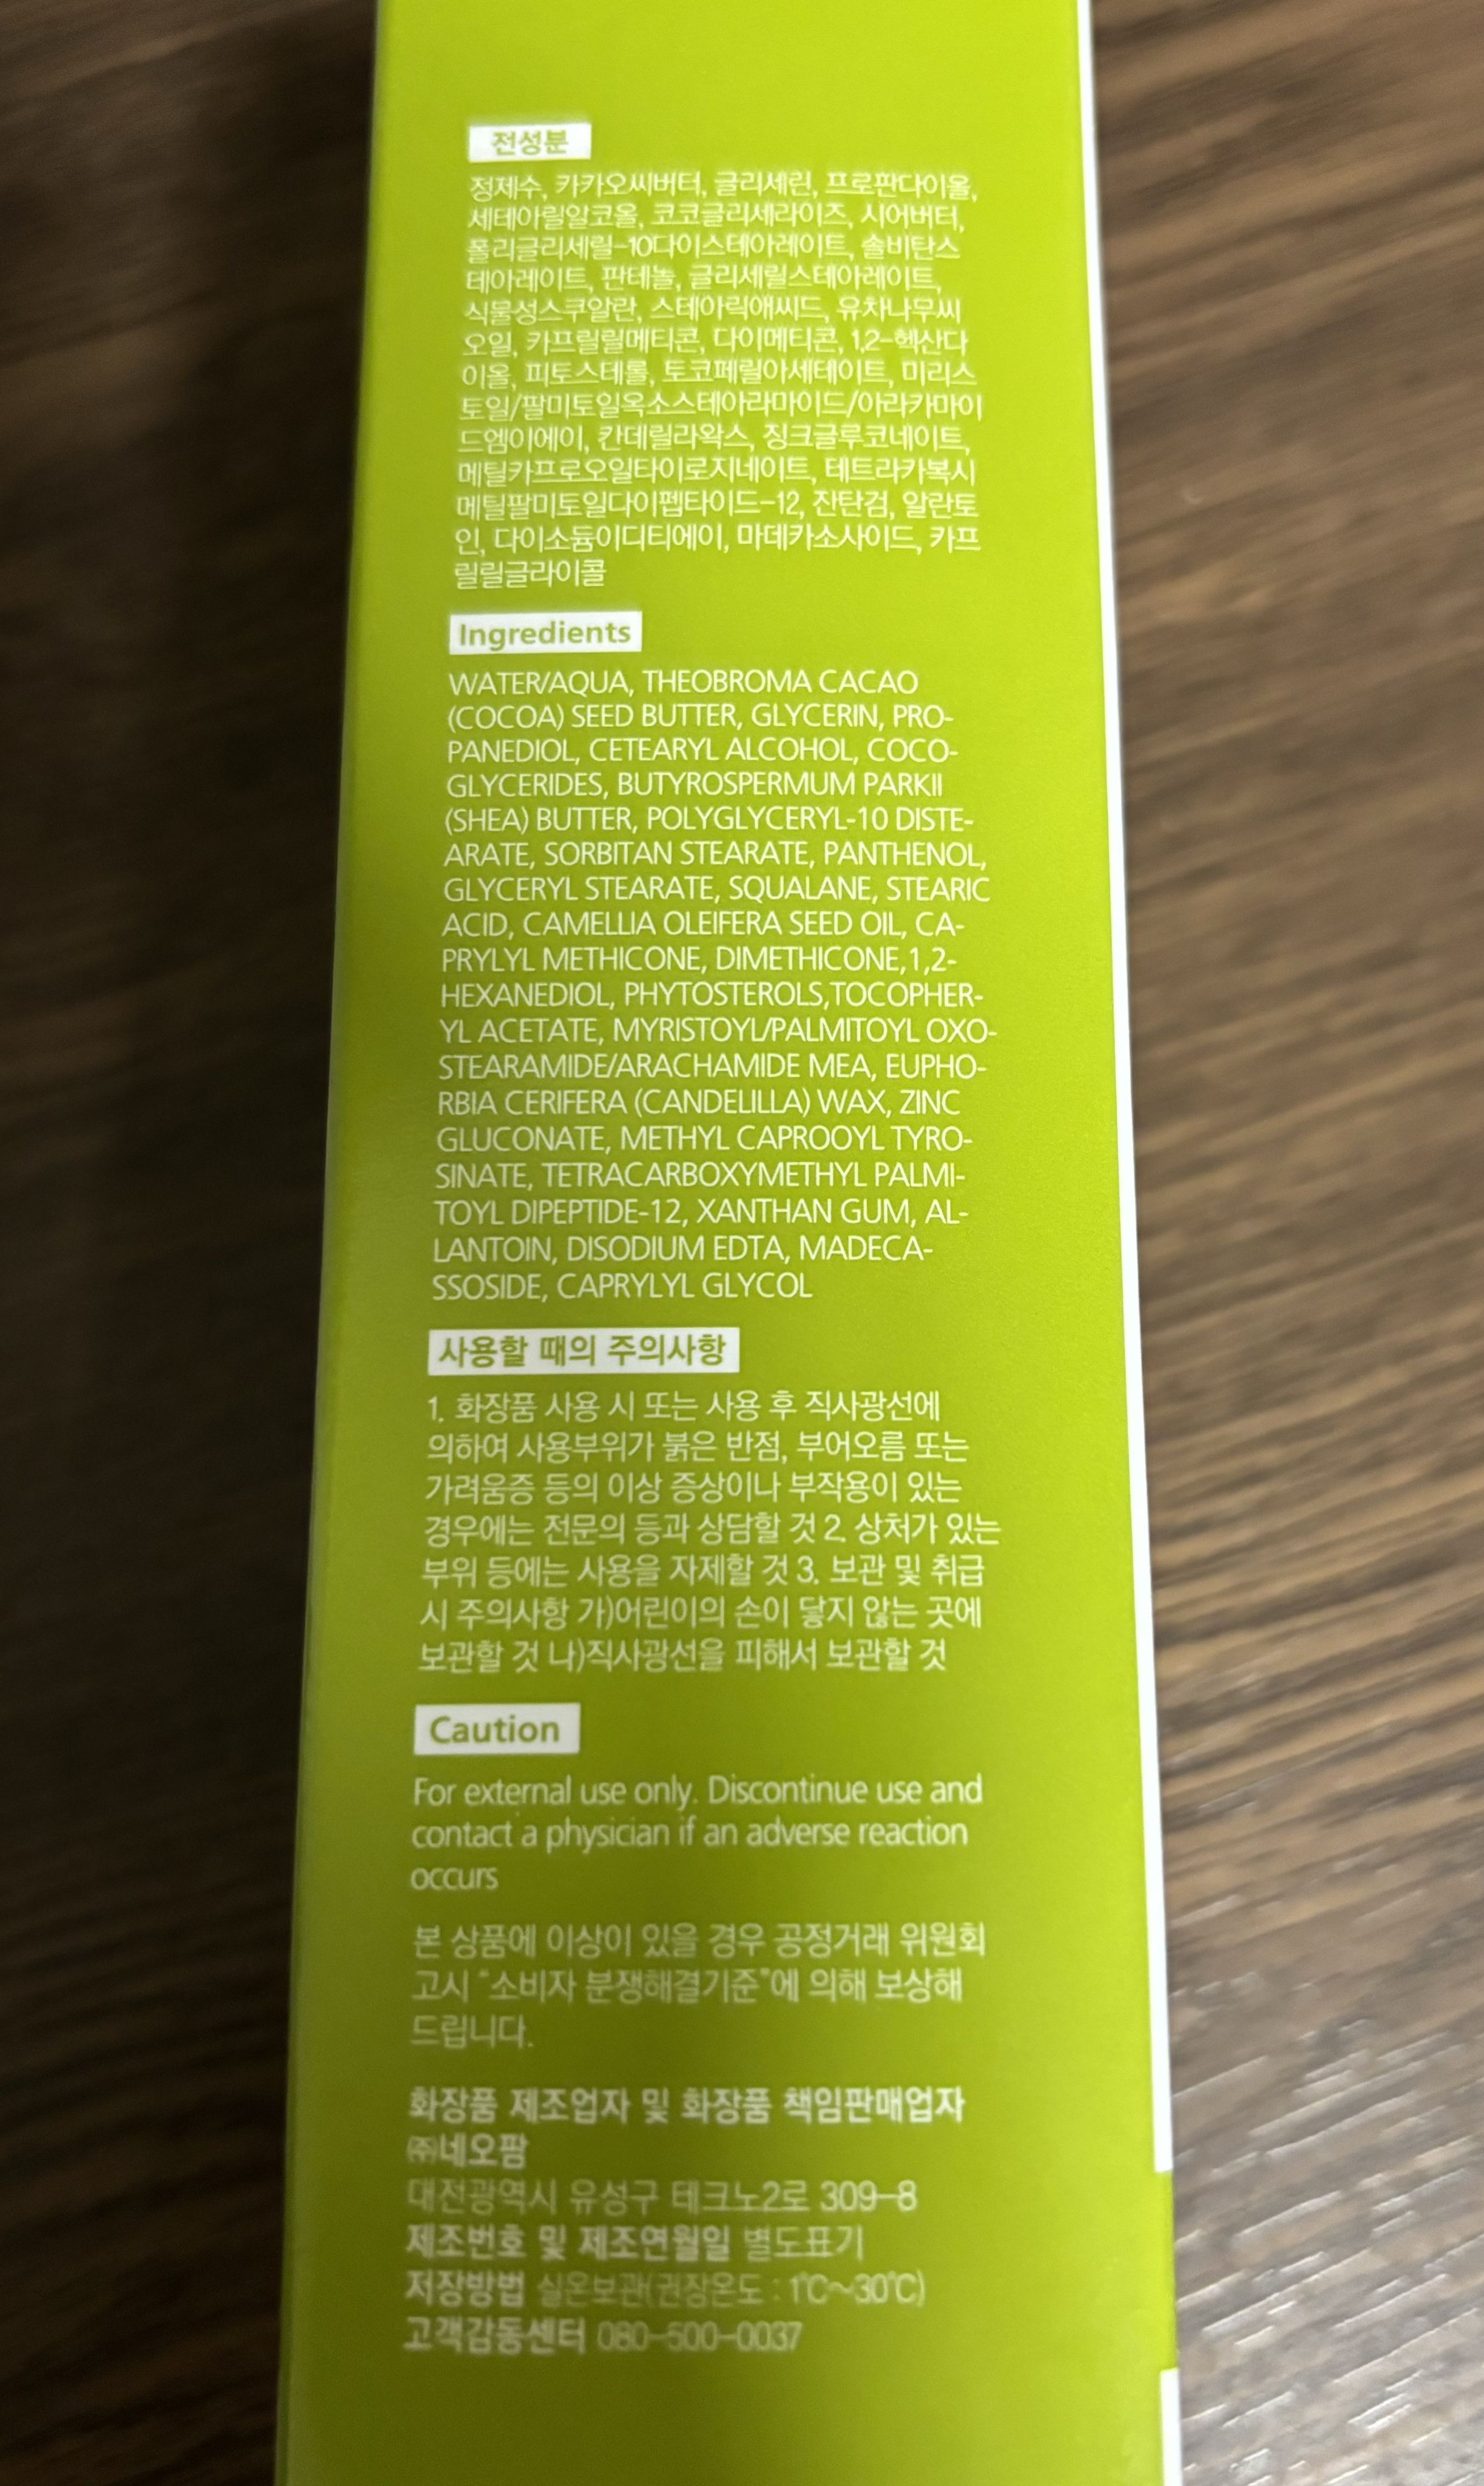 전성분
정제수, 카카오씨버터, 글리세린, 프로판다이올,
세테아릴알코올, 코코글리세라이즈, 시어버터,
폴리글리세릴-10다이스테아레이트, 솔비탄스
테아레이트, 판테놀, 글리세릴스테아레이트,
식물성스쿠알란, 스테아릭애씨드, 유차나무씨
오일, 카프릴릴메티콘, 다이메티콘, 1,2-헥산다
이올, 피토스테롤, 토코페릴아세테이트, 미리스
토일/팔미토일옥소스테아라마이드/아라카마이
드엠이에이, 칸데릴라왁스, 징크글루코네이트,
메틸카프로오일타이로지네이트, 테트라카복시
메틸팔미토일다이펩타이드-12, 잔탄검, 알란토
인, 다이소듐이디티에이, 마데카소사이드, 카프
릴릴글라이콜
Ingredients
WATER/AQUA, THEOBROMA CACAO
(COCOA) SEED BUTTER, GLYCERIN, PRO-
PANEDIOL, CETEARYL ALCOHOL, COCO-
GLYCERIDES, BUTYROSPERMUM PARKII
(SHEA) BUTTER, POLYGLYCERYL-10 DISTE-
ARATE, SORBITAN STEARATE, PANTHENOL,
GLYCERYL STEARATE, SQUALANE, STEARIC
ACID, CAMELLIA OLEIFERA SEED OIL, CA-
PRYLYL METHICONE, DIMETHICONE,1,2-
HEXANEDIOL, PHYTOSTEROLS,TOCOPHER-
YL ACETATE, MYRISTOYL/PALMITOYL OXO-
STEARAMIDE/ARACHAMIDE MEA, EUPHO-
RBIA CERIFERA (CANDELILLA) WAX, ZINC
GLUCONATE, METHYL CAPROOYL TYRO-
SINATE, TETRACARBOXYMETHYL PALMI-
TOYL DIPEPTIDE-12, XANTHAN GUM, AL-
LANTOIN, DISODIUM EDTA, MADECA-
SSOSIDE, CAPRYLYL GLYCOL
사용할 때의 주의사항
1. 화장품 사용 시 또는 사용 후 직사광선에
의하여 사용부위가 붉은 반점, 부어오름 또는
가려움증 등의 이상 증상이나 부작용이 있는
경우에는 전문의 등과 상담할 것 2. 상처가 있는
부위 등에는 사용을 자제할 것 3. 보관 및 취급
시 주의사항 가)어린이의 손이 닿지 않는 곳에
보관할 것 나)직사광선을 피해서 보관할 것
Caution
For external use only. Discontinue use and
contact a physician if an adverse reaction
occurs
본 상품에 이상이 있을 경우 공정거래 위원회
고시 "소비자 분쟁해결기준"에 의해 보상해
드립니다.
화장품 제조업자 및 화장품 책임판매업자
㈜네오팜
대전광역시 유성구 테크노2로 309-8
제조번호 및 제조연월일 별도표기
저장방법 실온보관(권장온도 : 1℃~30℃)
고객감동센터 080-500-0037